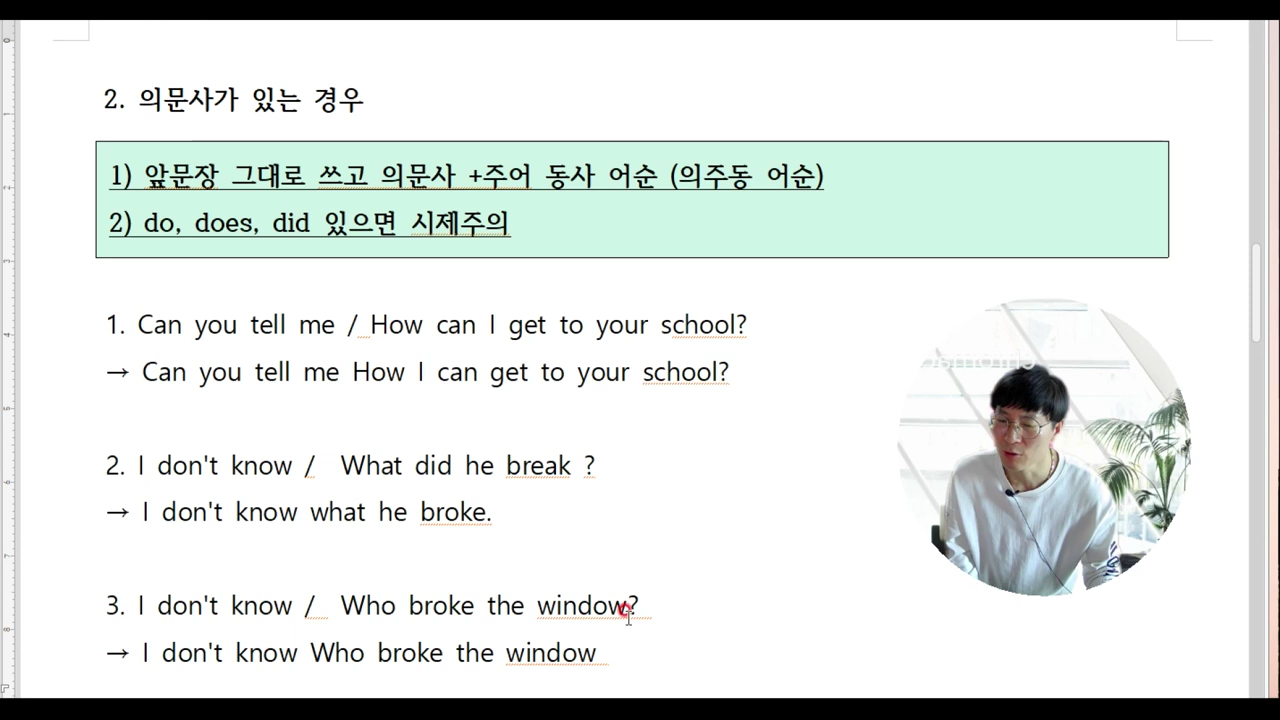 2. 의문사가 있는 경우
1) 앞문장 그대로 쓰고 의문사 +주어 동사 어순 (의주동 어순)
2) do, does, did 있으면 시제주의
1. Can you tell me / How can I get to your school?
→ Can you tell me How I can get to your school?
2. I don't know / What did he break ?
→ I don't know what he broke.
3. I don't know / Who broke the window?
→ I don't know Who broke the window